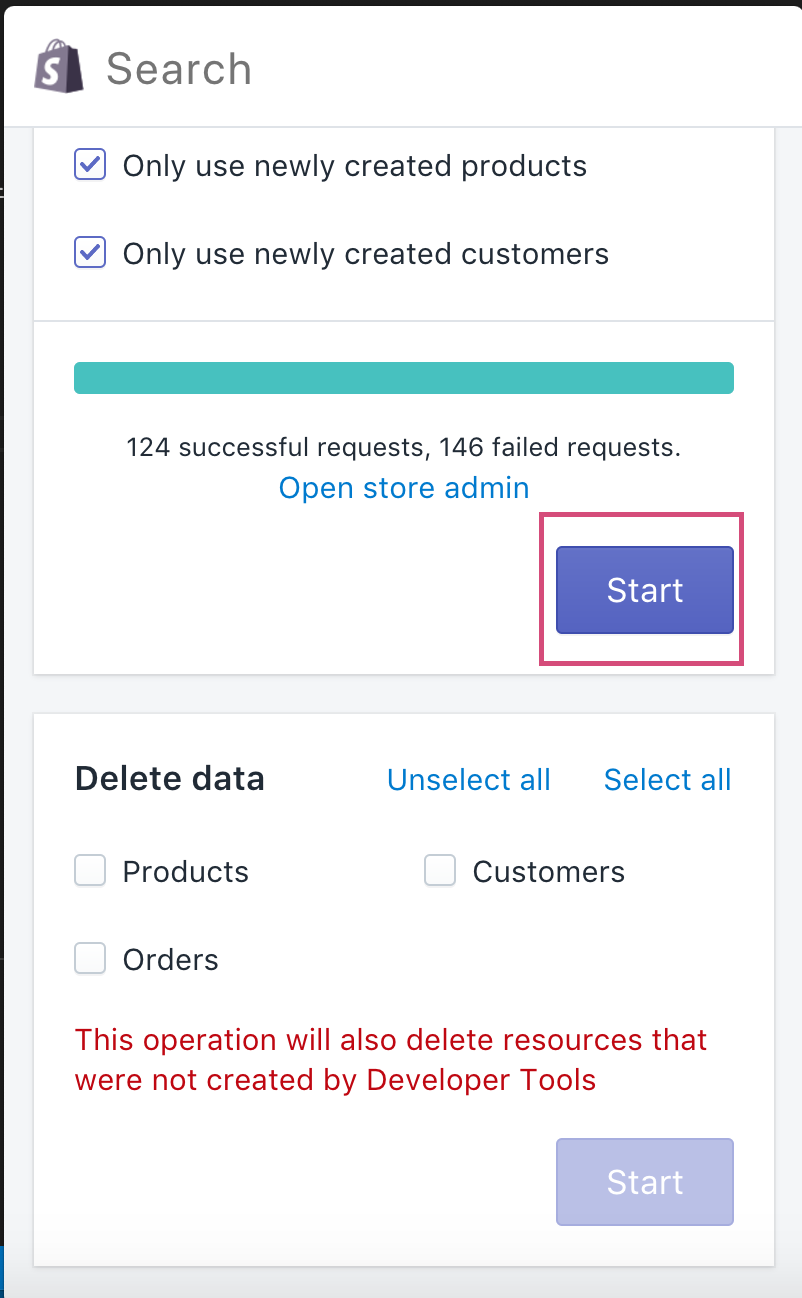 S
Search
Only use newly created products
Only use newly created customers
124 successful requests, 146 failed requests.
Open store admin
Start
Delete data Unselect all Select all
Products Customers
Orders
This operation will also delete resources that
were not created by Developer Tools
Start